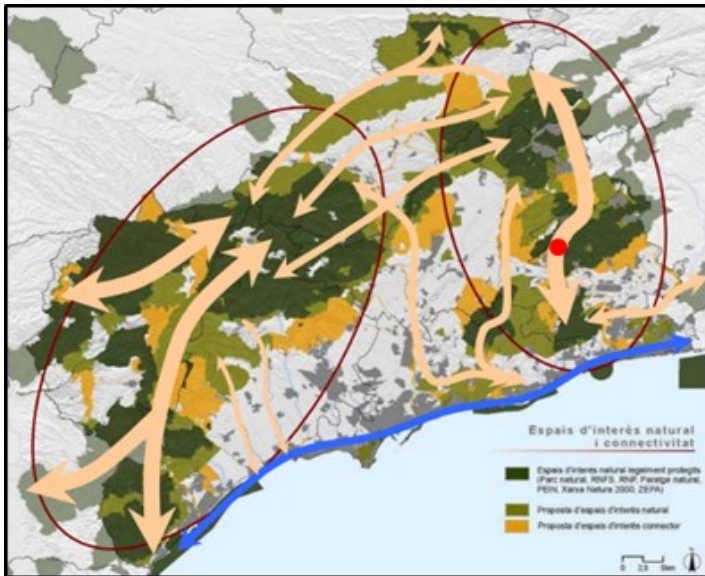 Espais d'interès natural
i connectivitat
Espais d'interès natural legalment protegits
(Parc natural, RNFS, RNP, Paratge natural,
PEIN, Xarxa Natura 2000, ZEPA)
Proposta d'espais d'interès natural
Proposta d'espais d'interès connector
0 2,5 5km